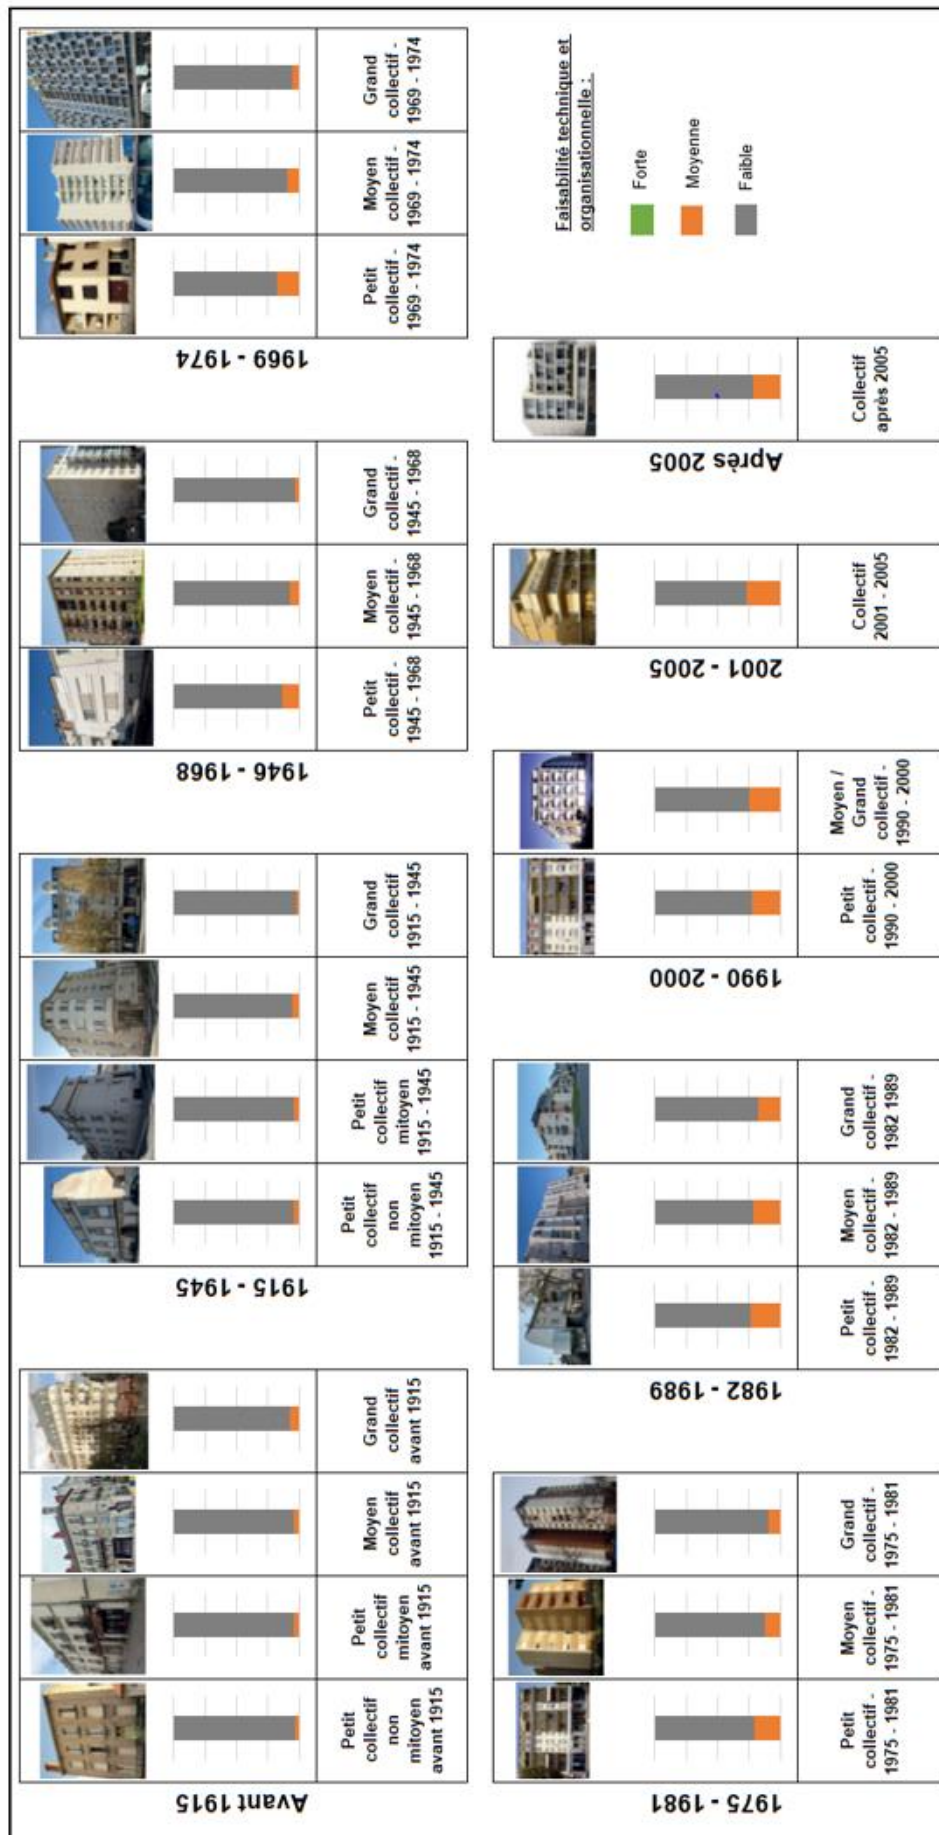 Avant 1915
Petit
collectif
non
mitoyen
avant 1915
Petit
collectif
mitoyen
avant 1915
Moyen
collectif
avant 1915
Grand
collectif
avant 1915
1915 - 1945
Petit
collectif
non
mitoyen
1915 - 1945
Petit
collectif
mitoyen
1915 - 1945
Moyen
collectif
1915 - 1945
Grand
collectif
1915 - 1945
1946 - 1968
Petit
collectif -
1945 - 1968
Moyen
collectif -
1945 - 1968
Grand
collectif -
1945 - 1968
1969 - 1974
Petit
collectif -
1969 - 1974
Moyen
collectif -
1969 - 1974
Grand
collectif -
1969 - 1974
1975 - 1981
Petit
collectif -
1975 - 1981
Moyen
collectif -
1975 - 1981
Grand
collectif -
1975 - 1981
1982 - 1989
Petit
collectif -
1982 - 1989
Moyen
collectif -
1982 - 1989
Grand
collectif -
1982 1989
1990 - 2000
Petit
collectif -
1990 - 2000
Moyen /
Grand
collectif -
1990 - 2000
2001 - 2005
Collectif
2001 - 2005
Après 2005
Collectif
après 2005
Faisabilité technique et
organisationnelle :
Forte
Moyenne
Faible